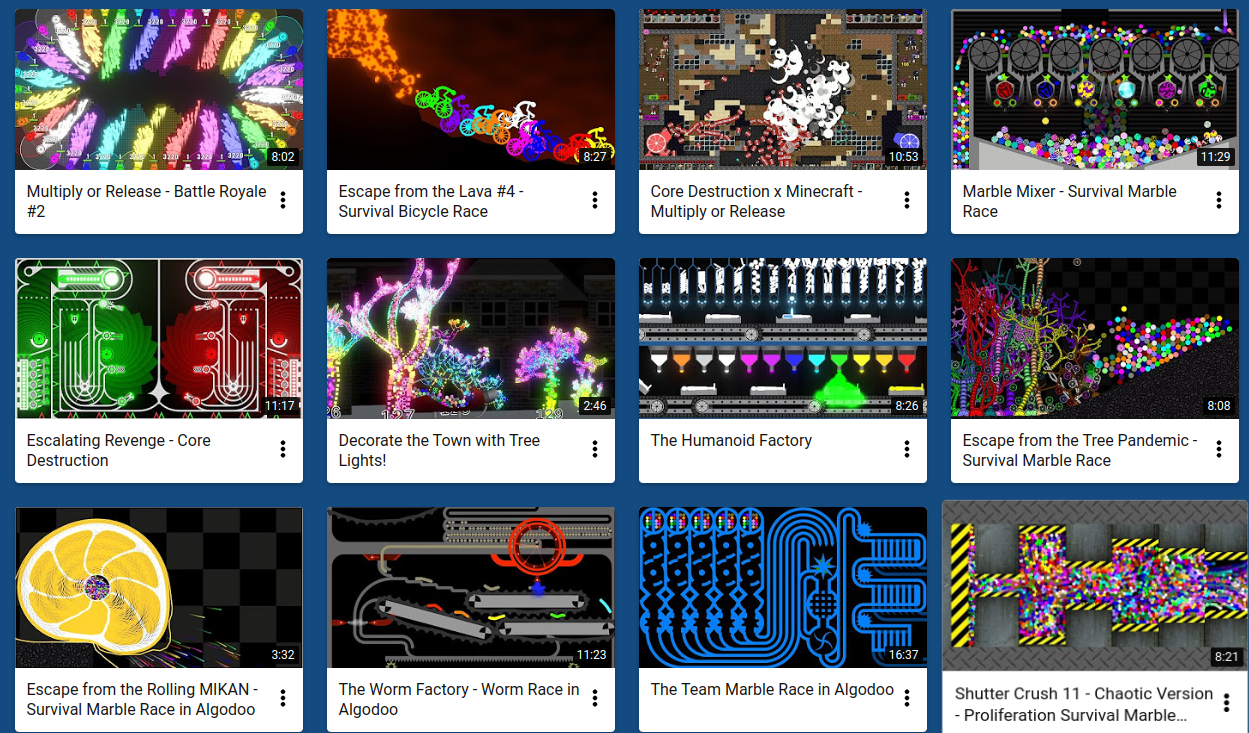 8:02
8:27
10:53
11:29
Multiply or Release - Battle Royale
#2
Escape from the Lava #4 -
Survival Bicycle Race
Core Destruction x Minecraft -
Multiply or Release
Marble Mixer - Survival Marble
Race
11:17
2:46
8:26
8:08
Escalating Revenge - Core
Destruction
Decorate the Town with Tree
Lights!
The Humanoid Factory
Escape from the Tree Pandemic -
Survival Marble Race
3:32
11:23
16:37
8:21
Escape from the Rolling MIKAN -
Survival Marble Race in Algodoo
The Worm Factory - Worm Race in
Algodoo
The Team Marble Race in Algodoo
Shutter Crush 11 - Chaotic Version
- Proliferation Survival Marble...